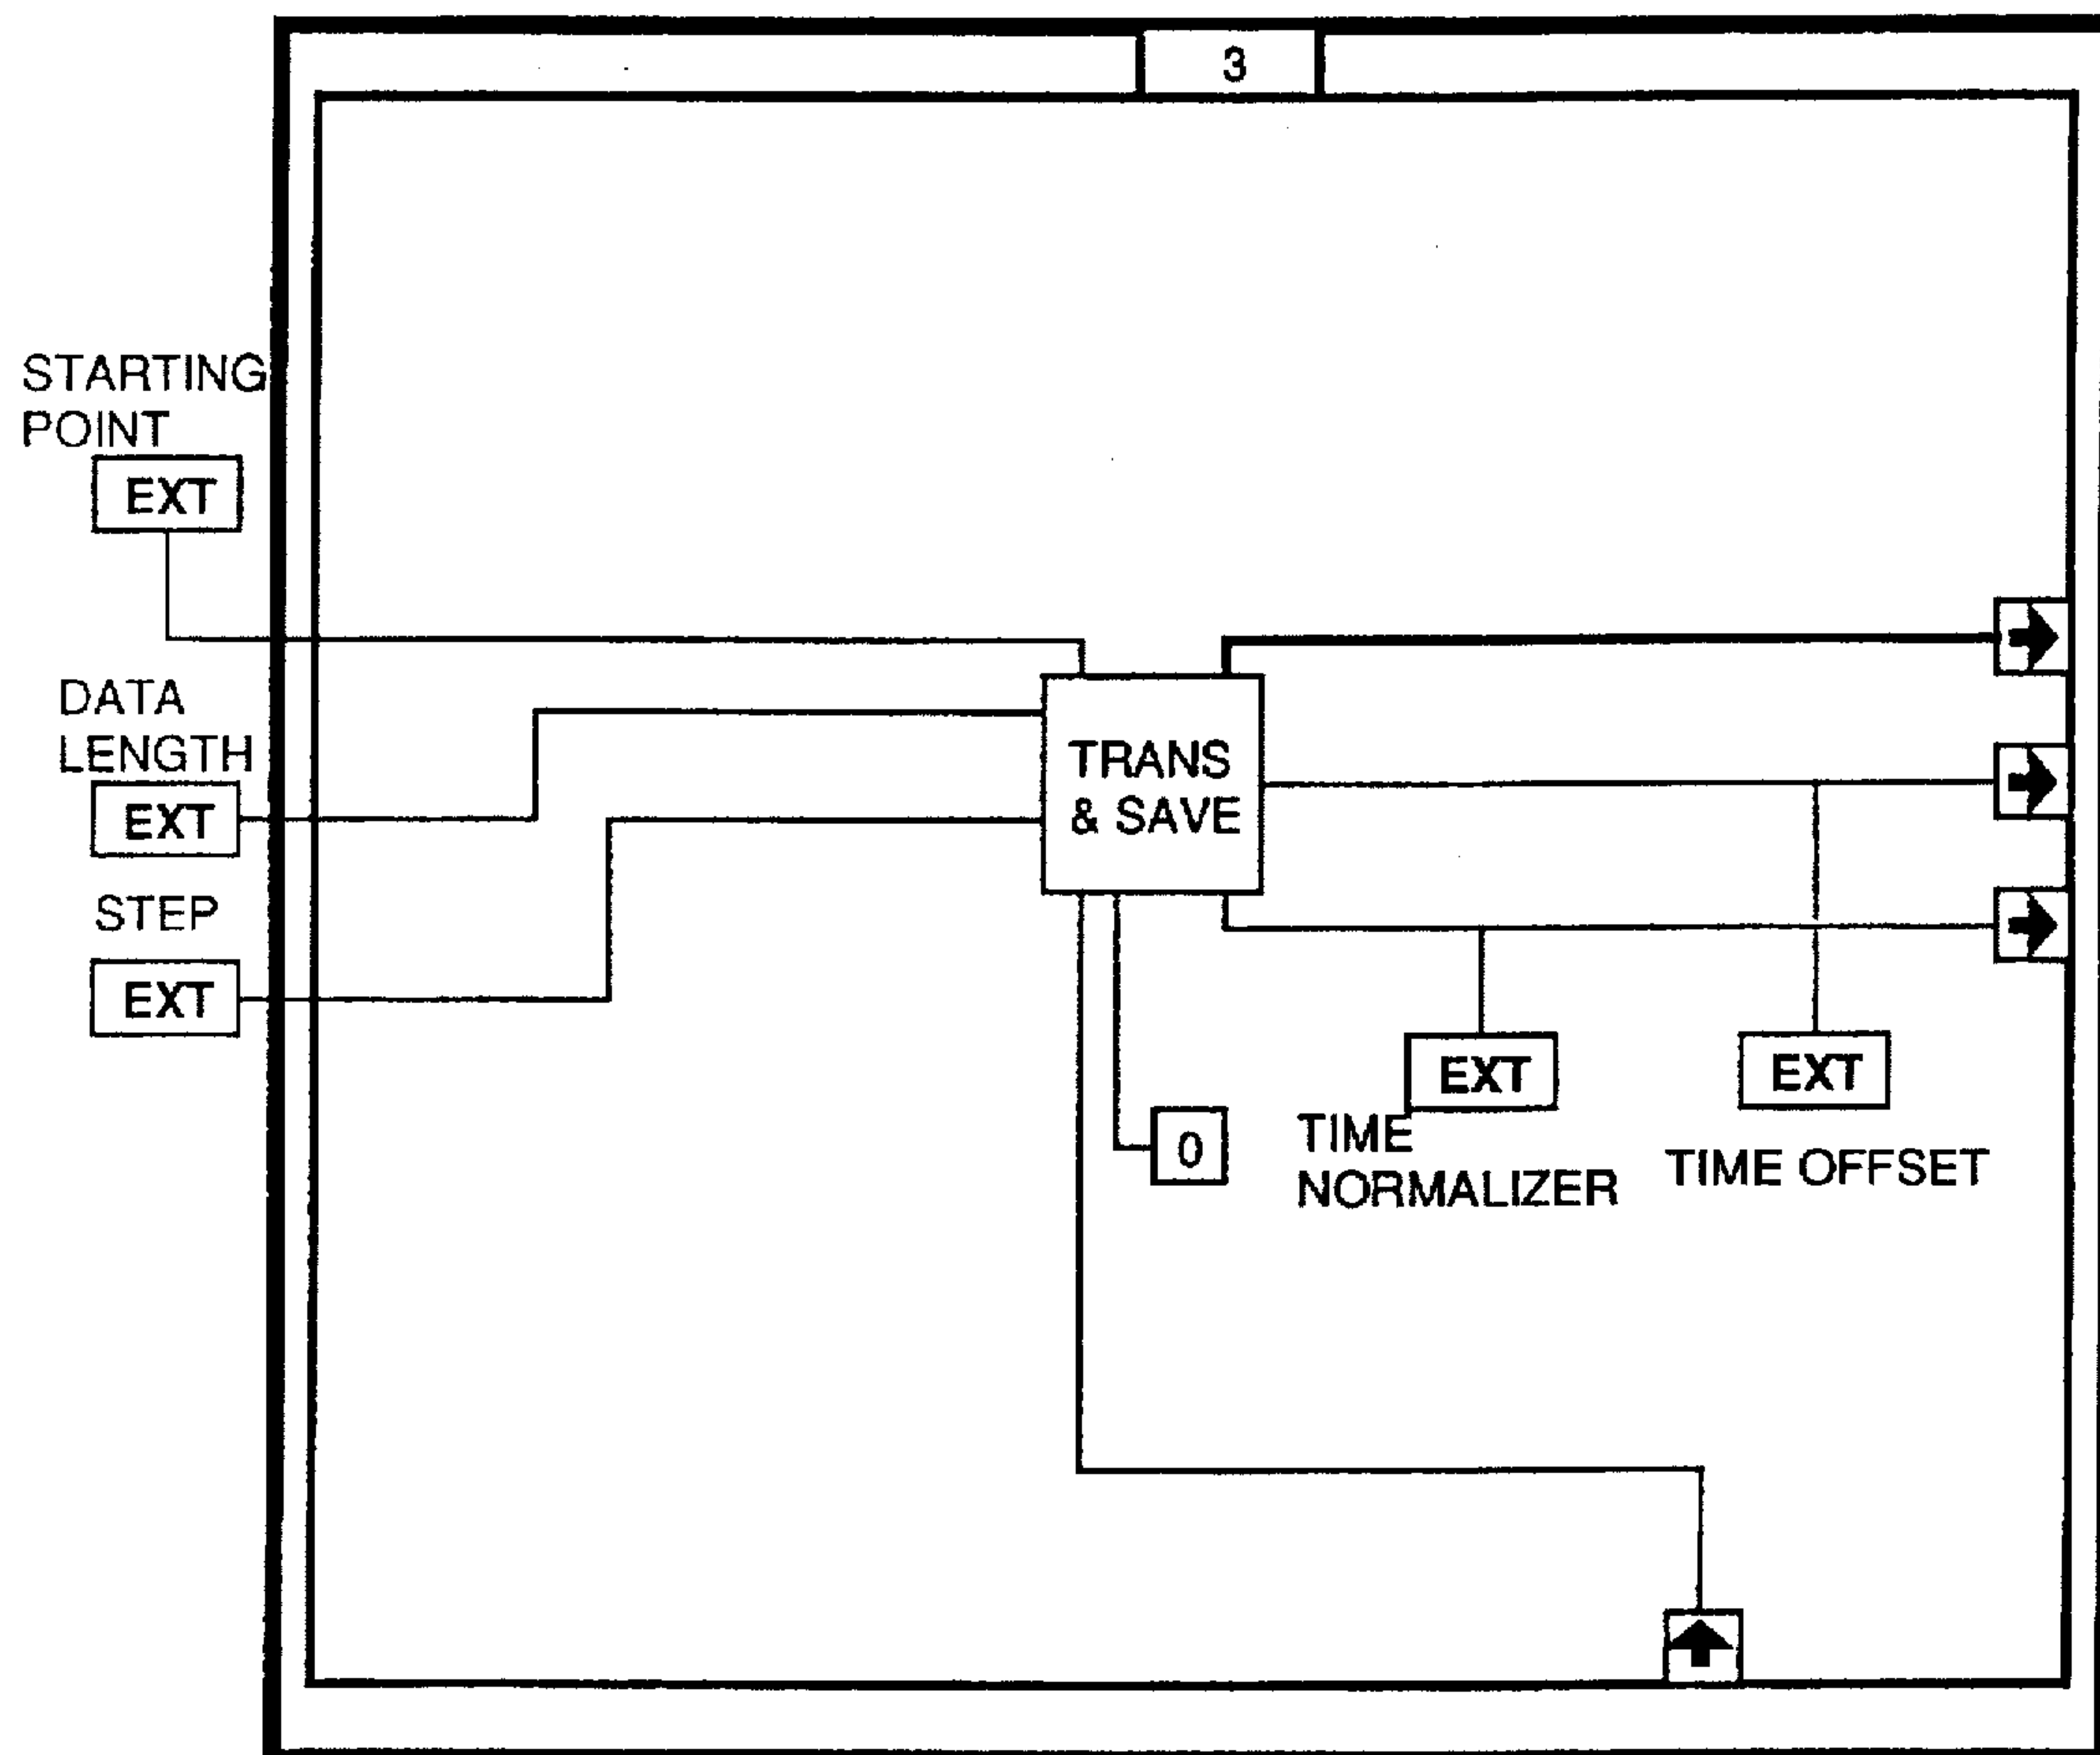 3
STARTING
POINT
EXT
DATA
LENGTH
EXT
TRANS
& SAVE
STEP
EXT
EXT
EXT
0
TIME
NORMALIZER
TIME OFFSET